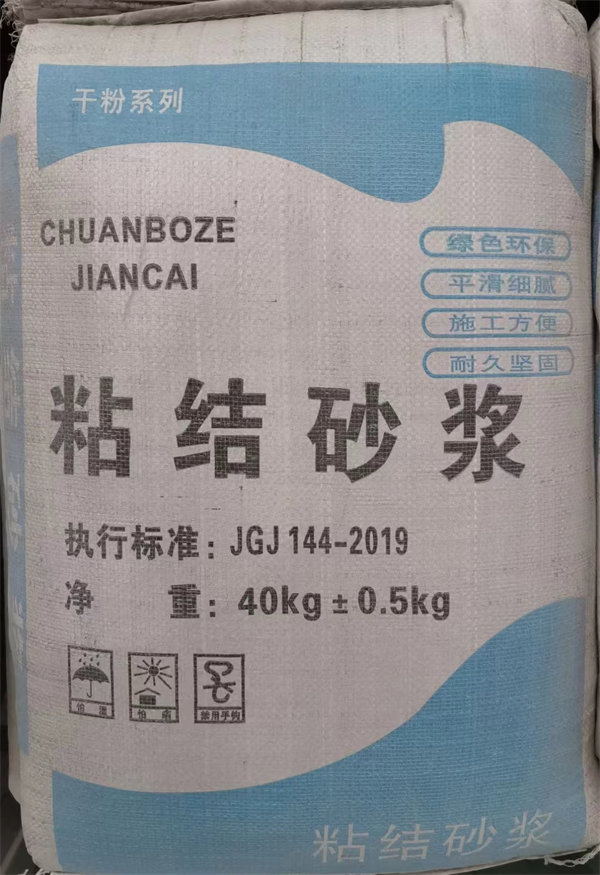 干粉系列
CHUANBOZE
JIANCAI
绿色环保
平滑细腻
施工方便
耐久坚固
粘结砂浆
执行标准：JGJ 144-2019
净 重：40kg±0.5kg
怕湿
怕晒
禁用手钩
粘结砂浆